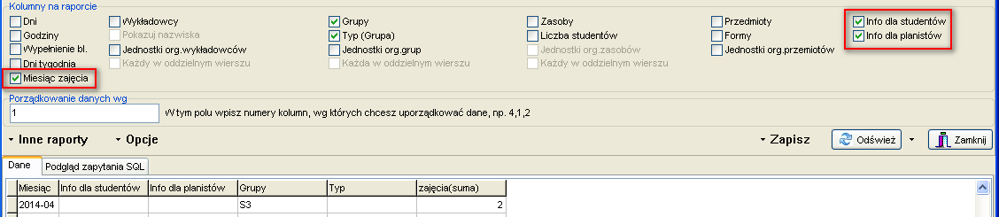 Kolumny na raporcie
Dni Wykładowcy Grupy Zasoby Przedmioty Info dla studentów
Godziny Pokazuj nazwiska Typ (Grupa) Liczba studentów Formy Info dla planistów
Wypełnienie bl. Jednostki org.wykładowców Jednostki org.grup Jednostki org.zasobów Jednostki org.przemiotów
Dni tygodnia Każdy w oddzielnym wierszu Każda w oddzielnym wierszu Każdy w oddzielnym wierszu
Miesiąc zajęcia
Porządkowanie danych wg
1 W tym polu wpisz numery kolumn, wg których chcesz uporządkować dane, np. 4,1,2
Inne raporty Opcje Zapisz Odśwież Zamknij
Dane Podgląd zapytania SQL
Miesiąc Info dla studentów Info dla planistów Grupy Typ zajęcia(suma)
2014-04 S3 2